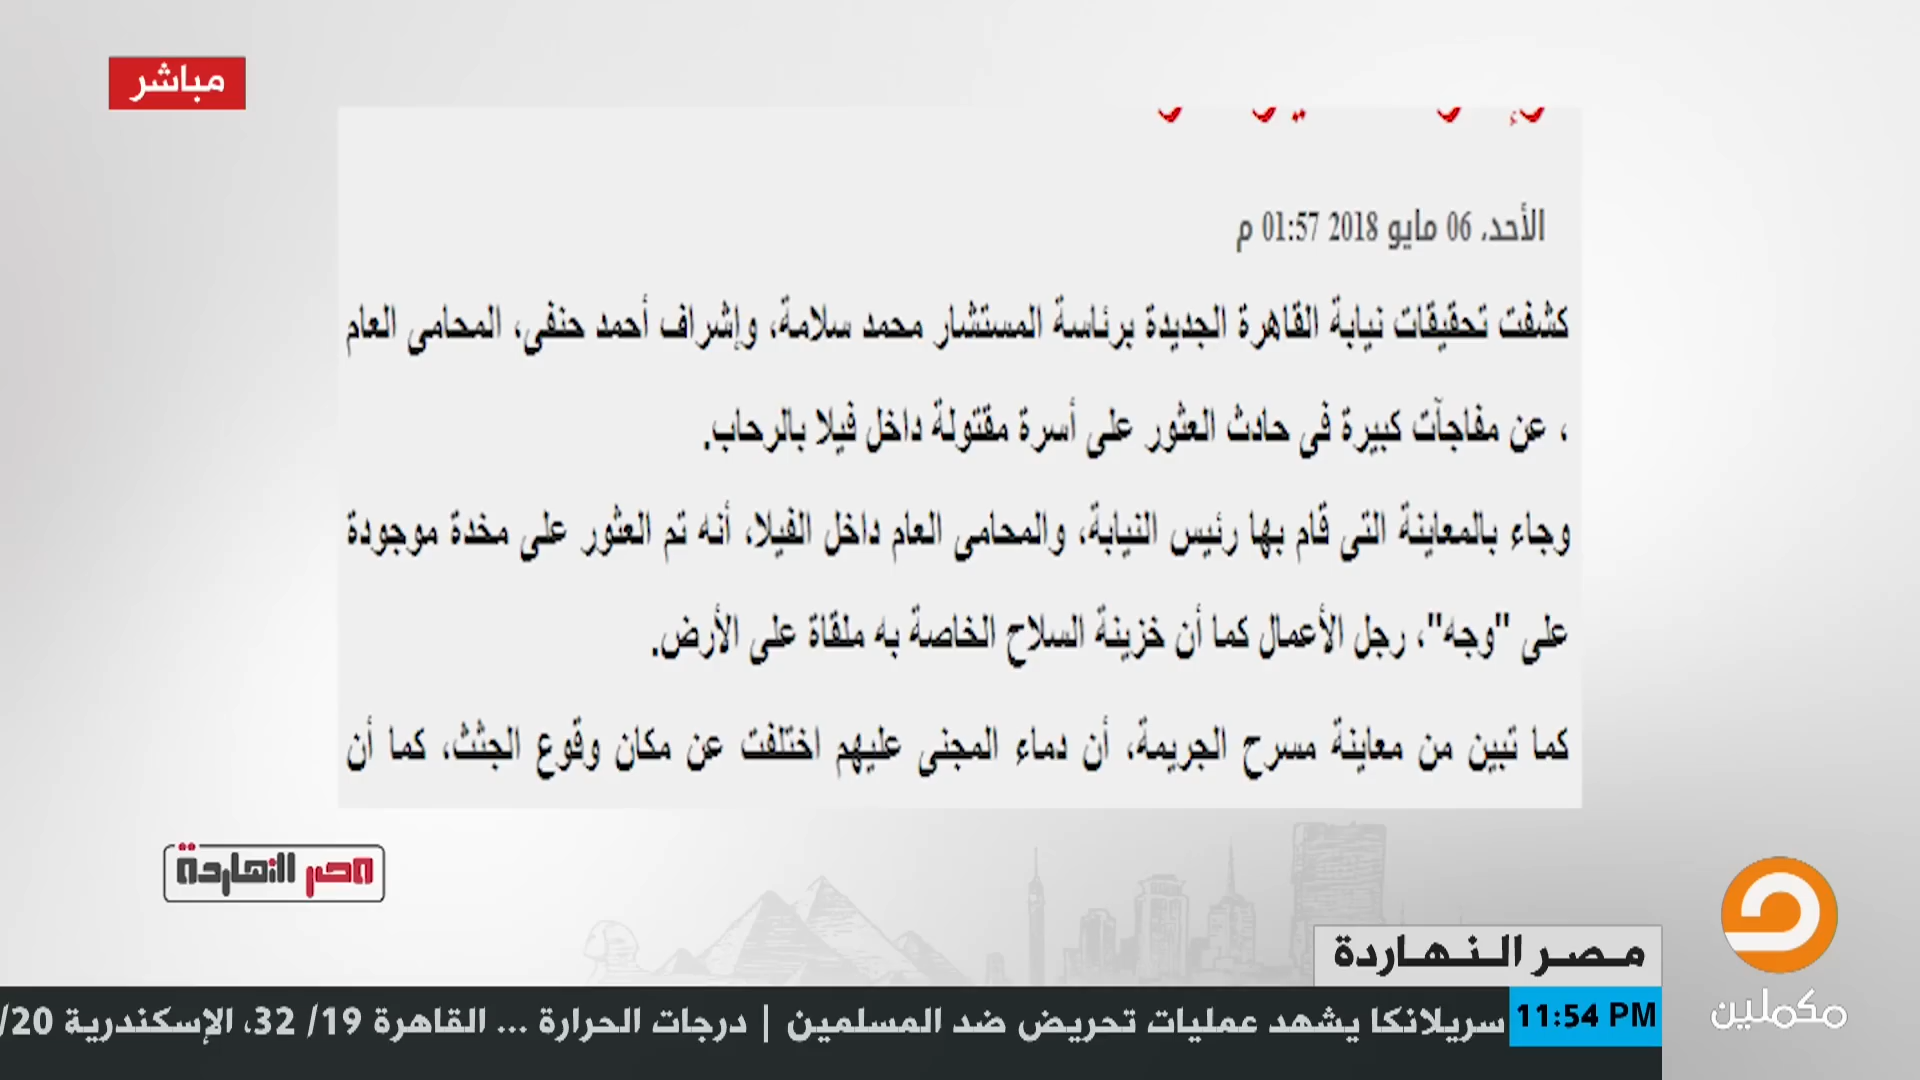 مباشر
الأحد، 06 مايو 2018 01:57 م
كشفت تحقيقات نيابة القاهرة الجديدة برئاسة المستشار محمد سلامة، وإشراف أحمد حنفى، المحامى العام
، عن مفاجآت كبيرة فى حادث العثور على أسرة مقتولة داخل فيلا بالرحاب.
وجاء بالمعاينة التى قام بها رئيس النيابة، والمحامى العام داخل الفيلا، أنه تم العثور على مخدة موجودة
على "وجه"، رجل الأعمال كما أن خزينة السلاح الخاصة به ملقاة على الأرض.
كما تبين من معاينة مسرح الجريمة، أن دماء المجنى عليهم اختلفت عن مكان وقوع الجثث، كما أن
مصر النهاردة
مصر النهاردة
مكملين
11:54 PM
سريلانكا يشهد عمليات تحريض ضد المسلمين | درجات الحرارة ... القاهرة 19/ 32، الإسكندرية 20/